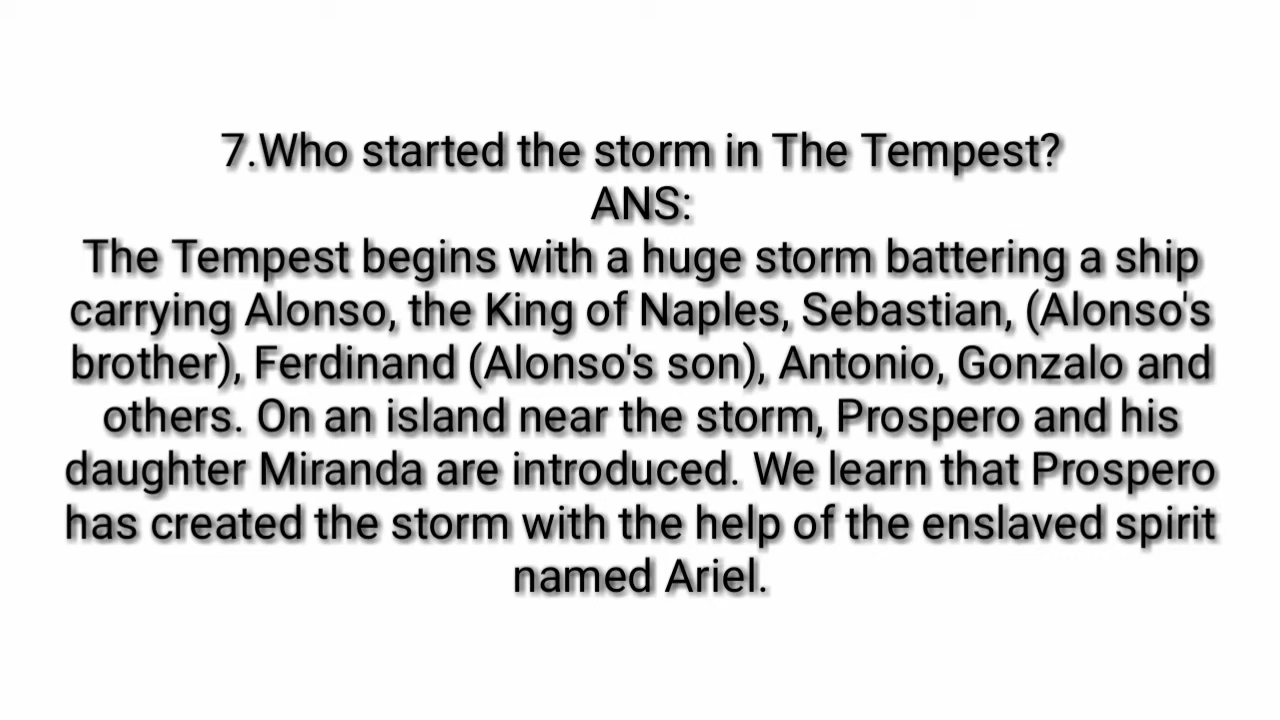 7.Who started the storm in The Tempest?
ANS:
The Tempest begins with a huge storm battering a ship
carrying Alonso, the King of Naples, Sebastian, (Alonso's
brother), Ferdinand (Alonso's son), Antonio, Gonzalo and
others. On an island near the storm, Prospero and his
daughter Miranda are introduced. We learn that Prospero
has created the storm with the help of the enslaved spirit
named Ariel.